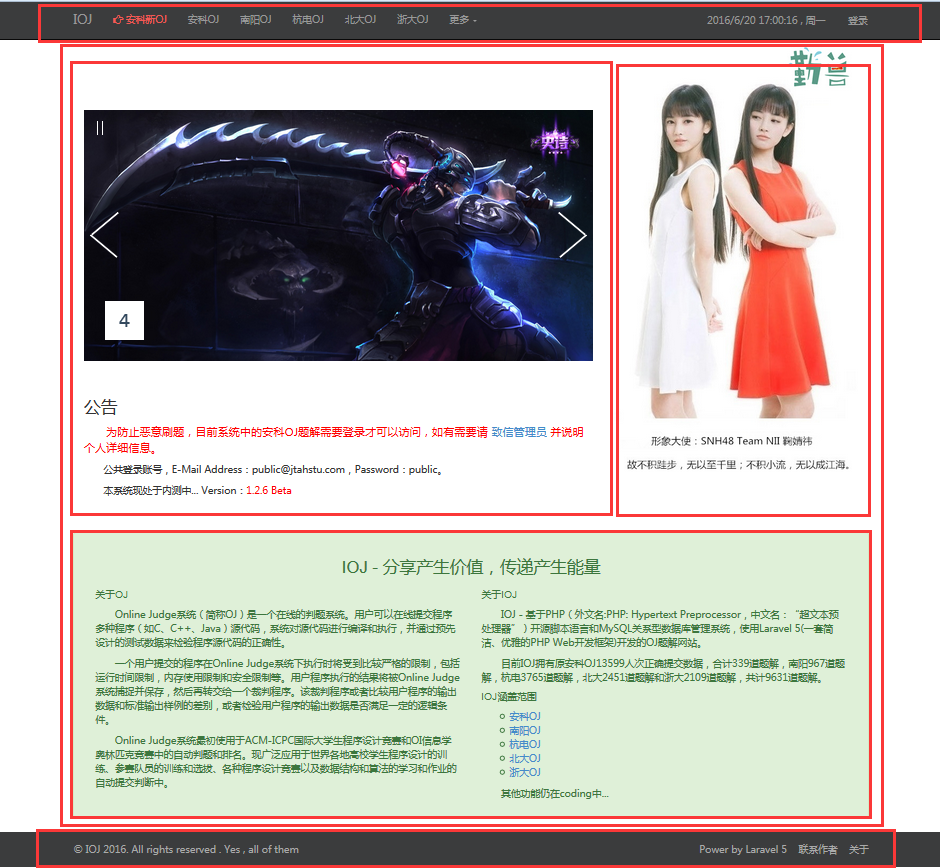 IOJ 安科新OJ 安科OJ 南阳OJ 杭电OJ 北大OJ 浙大OJ 更多 2016/6/20 17:00:16 , 周一 登录
勤兽
史诗
4
公告
为防止恶意刷题，目前系统中的安科OJ题解需要登录才可以访问，如有需要请 致信管理员 并说明
个人详细信息。
公共登录账号，E-Mail Address：public@jtahstu.com，Password：public。
本系统现处于内测中... Version：1.2.6 Beta
形象大使：SNH48 Team NII 鞠婧祎
故不积跬步，无以至千里；不积小流，无以成江海。
IOJ - 分享产生价值，传递产生能量
关于OJ
Online Judge系统（简称OJ）是一个在线的判题系统。用户可以在线提交程序
多种程序（如C、C++、Java）源代码，系统对源代码进行编译和执行，并通过预先
设计的测试数据来检验程序源代码的正确性。
一个用户提交的程序在Online Judge系统下执行时将受到比较严格的限制，包括
运行时间限制，内存使用限制和安全限制等。用户程序执行的结果将被Online Judge
系统捕捉并保存，然后再转交给一个裁判程序。该裁判程序或者比较用户程序的输出
数据和标准输出样例的差别，或者检验用户程序的输出数据是否满足一定的逻辑条
件。
Online Judge系统最初使用于ACM-ICPC国际大学生程序设计竞赛和OI信息学
奥林匹克竞赛中的自动判题和排名。现广泛应用于世界各地高校学生程序设计的训
练、参赛队员的训练和选拔、各种程序设计竞赛以及数据结构和算法的学习和作业的
自动提交判断中。
关于IOJ
IOJ - 基于PHP（外文名:PHP: Hypertext Preprocessor，中文名：“超文本预
处理器”）开源脚本语言和MySQL关系型数据库管理系统，使用Laravel 5(一套简
洁、优雅的PHP Web开发框架)开发的OJ题解网站。
目前IOJ拥有原安科OJ13599人次正确提交数据，合计339道题解，南阳967道题
解，杭电3765道题解，北大2451道题解和浙大2109道题解，共计9631道题解。
IOJ涵盖范围
安科OJ
南阳OJ
杭电OJ
北大OJ
浙大OJ
其他功能仍在coding中...
© IOJ 2016. All rights reserved . Yes , all of them Power by Laravel 5 联系作者 关于